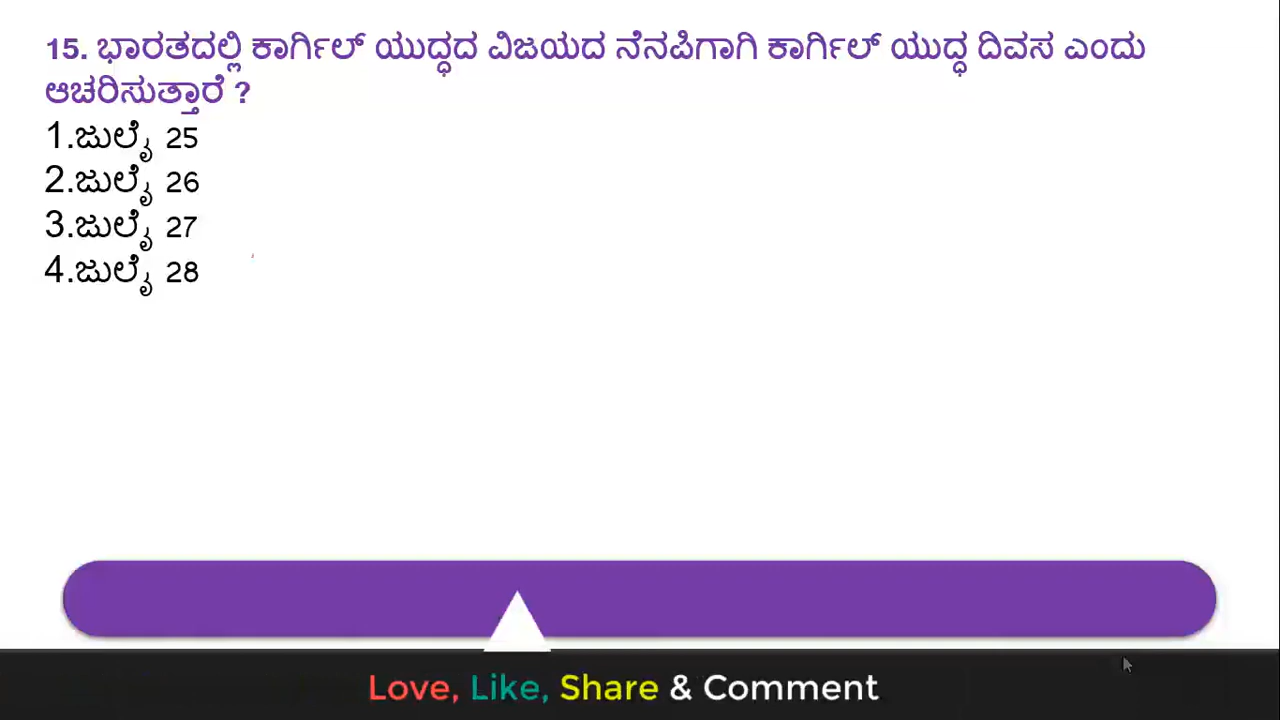 15. ಭಾರತದಲ್ಲಿ ಕಾರ್ಗಿಲ್ ಯುದ್ಧದ ವಿಜಯದ ನೆನಪಿಗಾಗಿ ಕಾರ್ಗಿಲ್ ಯುದ್ಧ ದಿವಸ ಎಂದು
ಆಚರಿಸುತ್ತಾರೆ ?
1.ಜುಲೈ 25
2.ಜುಲೈ 26
3.ಜುಲೈ 27
4.ಜುಲೈ 28
Love, Like, Share & Comment